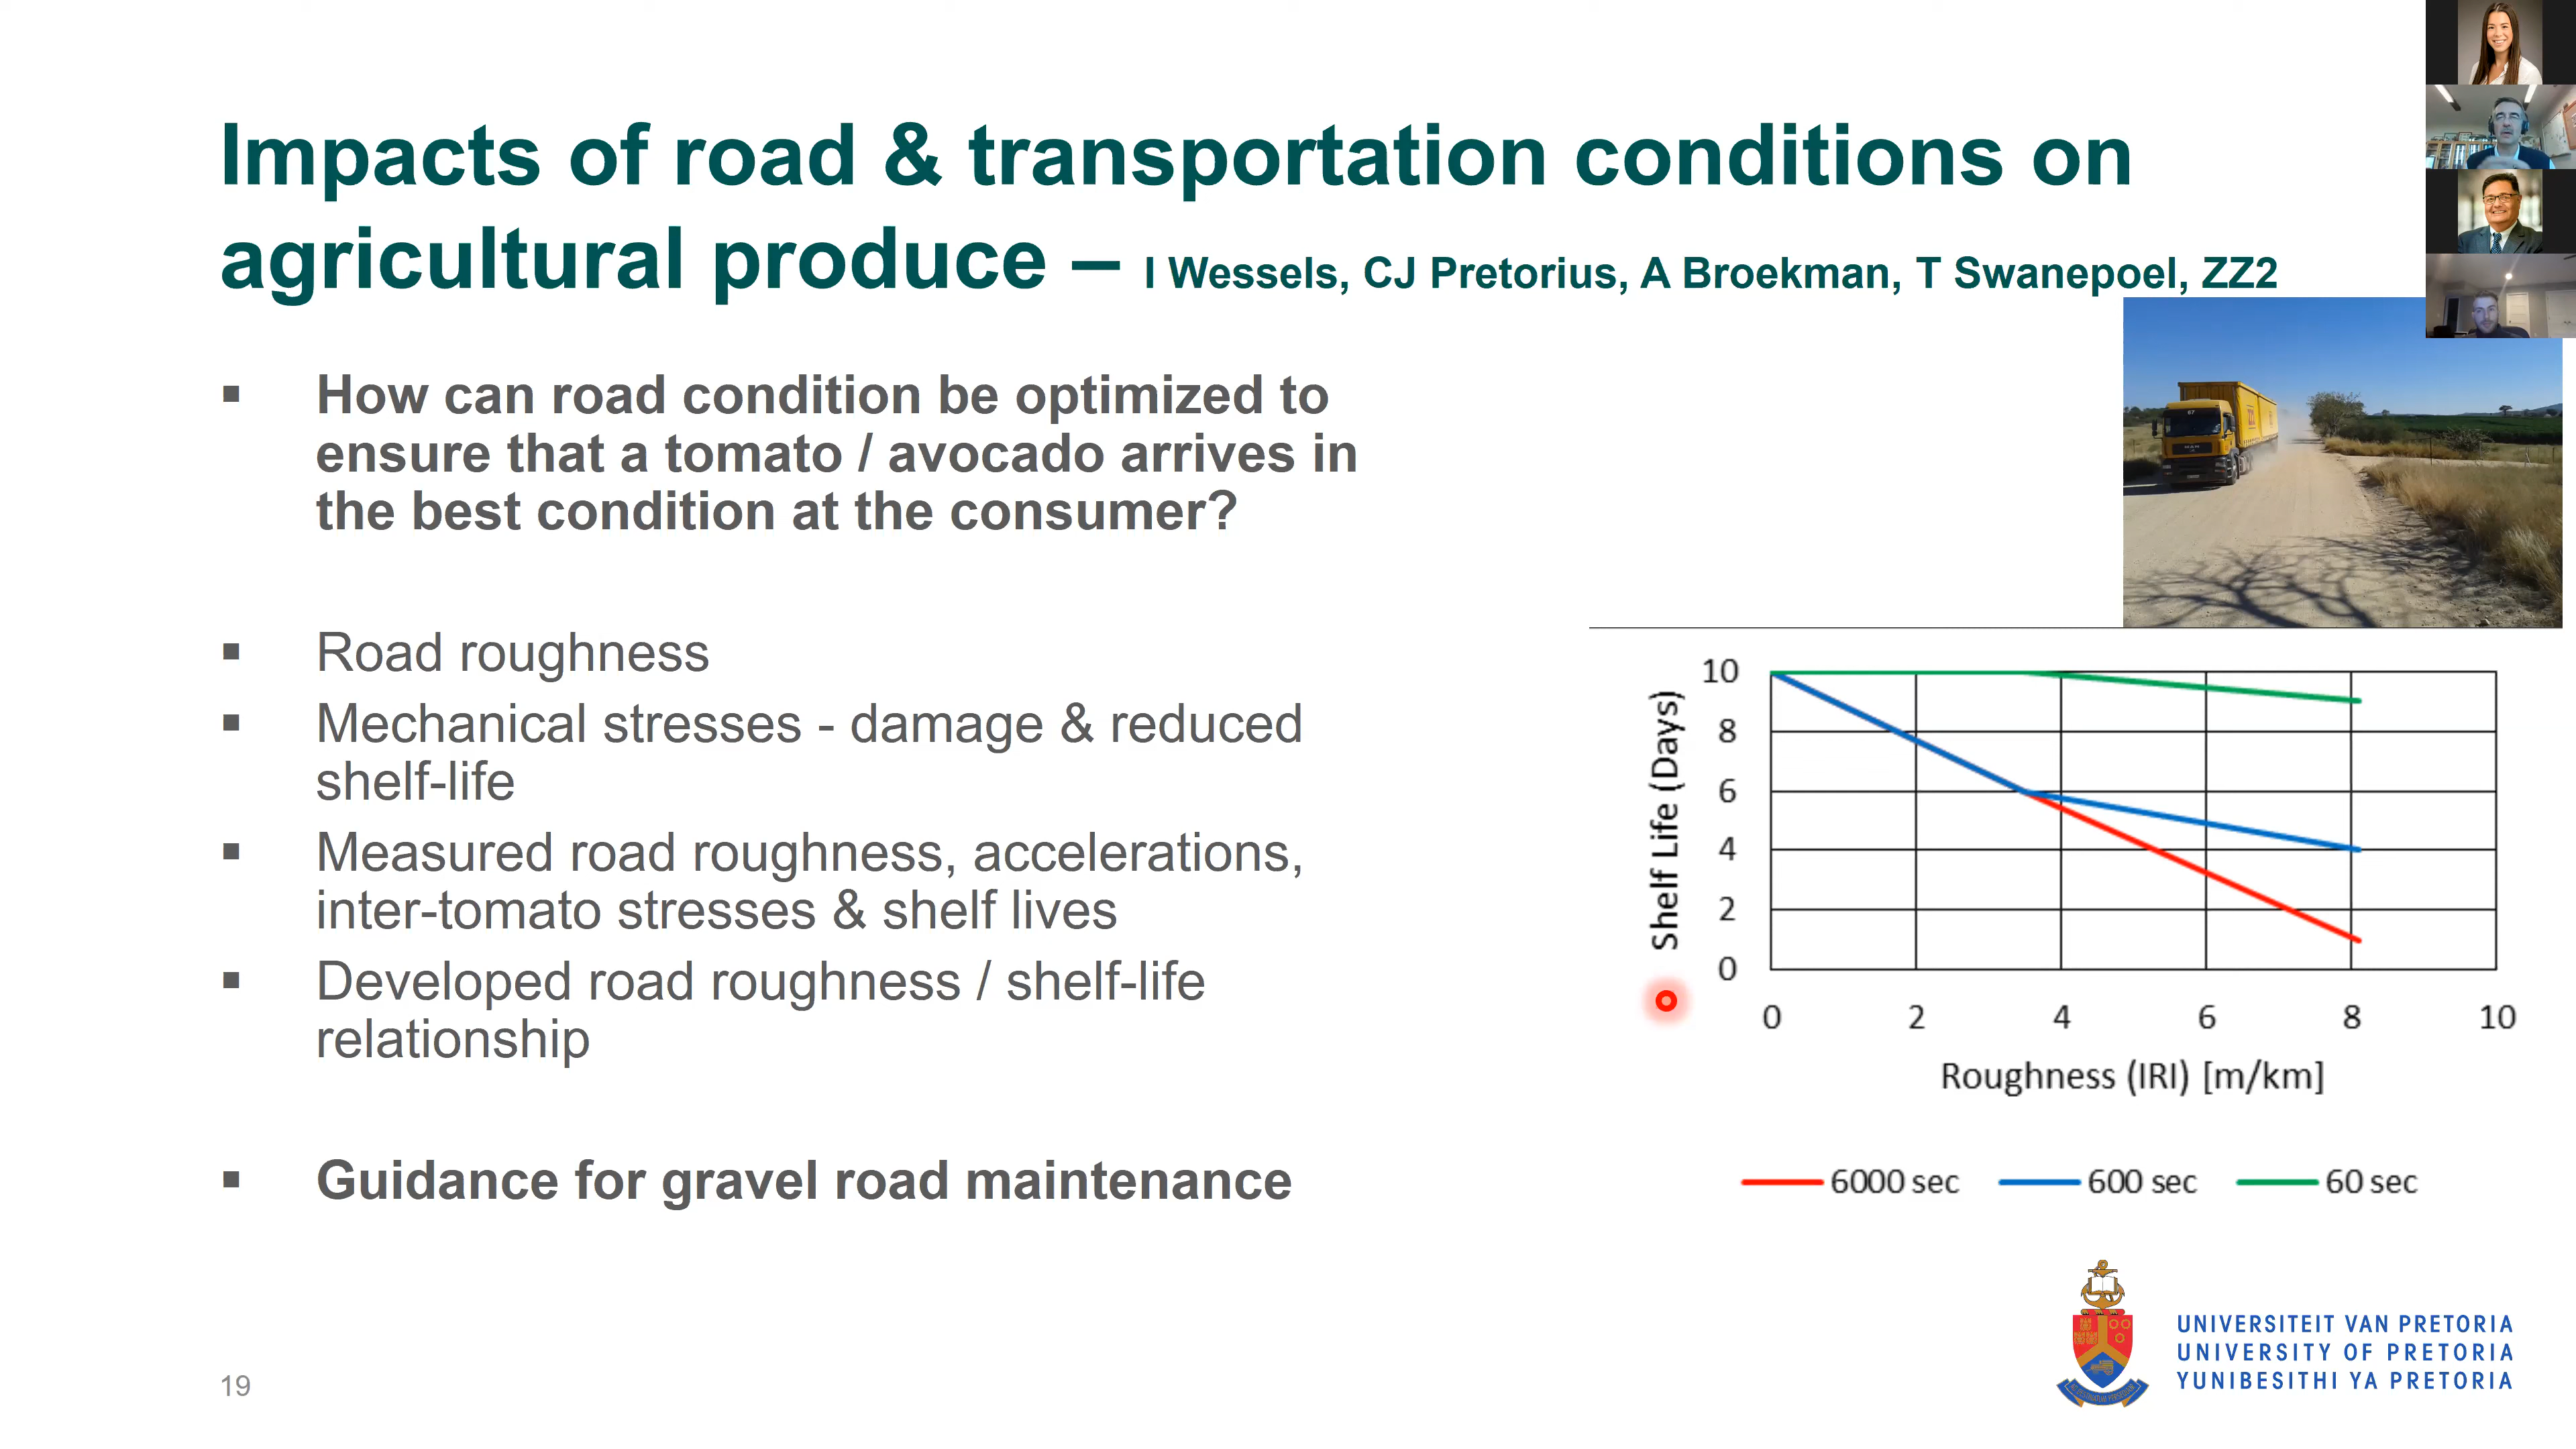 Impacts of road & transportation conditions on
agricultural produce – I Wessels, CJ Pretorius, A Broekman, T Swanepoel, ZZ2
▪ How can road condition be optimized to
ensure that a tomato / avocado arrives in
the best condition at the consumer?
▪ Road roughness
▪ Mechanical stresses - damage & reduced
shelf-life
▪ Measured road roughness, accelerations,
inter-tomato stresses & shelf lives
▪ Developed road roughness / shelf-life
relationship
▪ Guidance for gravel road maintenance
Shelf Life (Days)
10
8
6
4
2
0
0 2 4 6 8 10
Roughness (IRI) [m/km]
6000 sec 600 sec 60 sec
UNIVERSITEIT VAN PRETORIA
UNIVERSITY OF PRETORIA
YUNIBESITHI YA PRETORIA
19